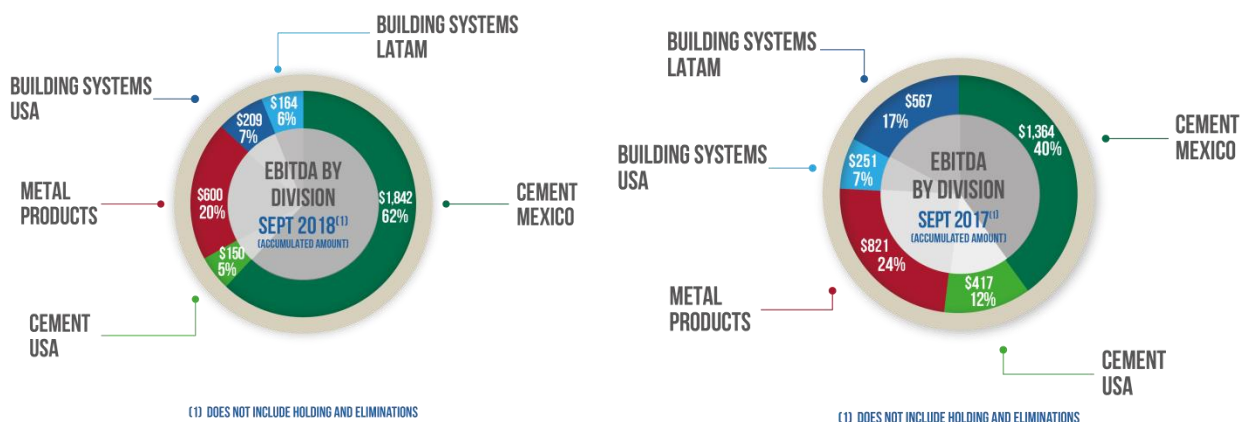 BUILDING SYSTEMS
LATAM
BUILDING SYSTEMS
USA
METAL
PRODUCTS
CEMENT
USA
CEMENT
MEXICO
$164
6%
$209
7%
$600
20%
$150
5%
$1,842
62%
EBITDA BY
DIVISION
SEPT 2018(1)
(ACCUMULATED AMOUNT)
(1) DOES NOT INCLUDE HOLDING AND ELIMINATIONS
BUILDING SYSTEMS
LATAM
BUILDING SYSTEMS
USA
METAL
PRODUCTS
CEMENT
MEXICO
CEMENT
USA
$567
17%
$251
7%
$821
24%
$417
12%
$1,364
40%
EBITDA
BY DIVISION
SEPT 2017(1)
(ACCUMULATED AMOUNT)
(1) DOES NOT INCLUDE HOLDING AND ELIMINATIONS